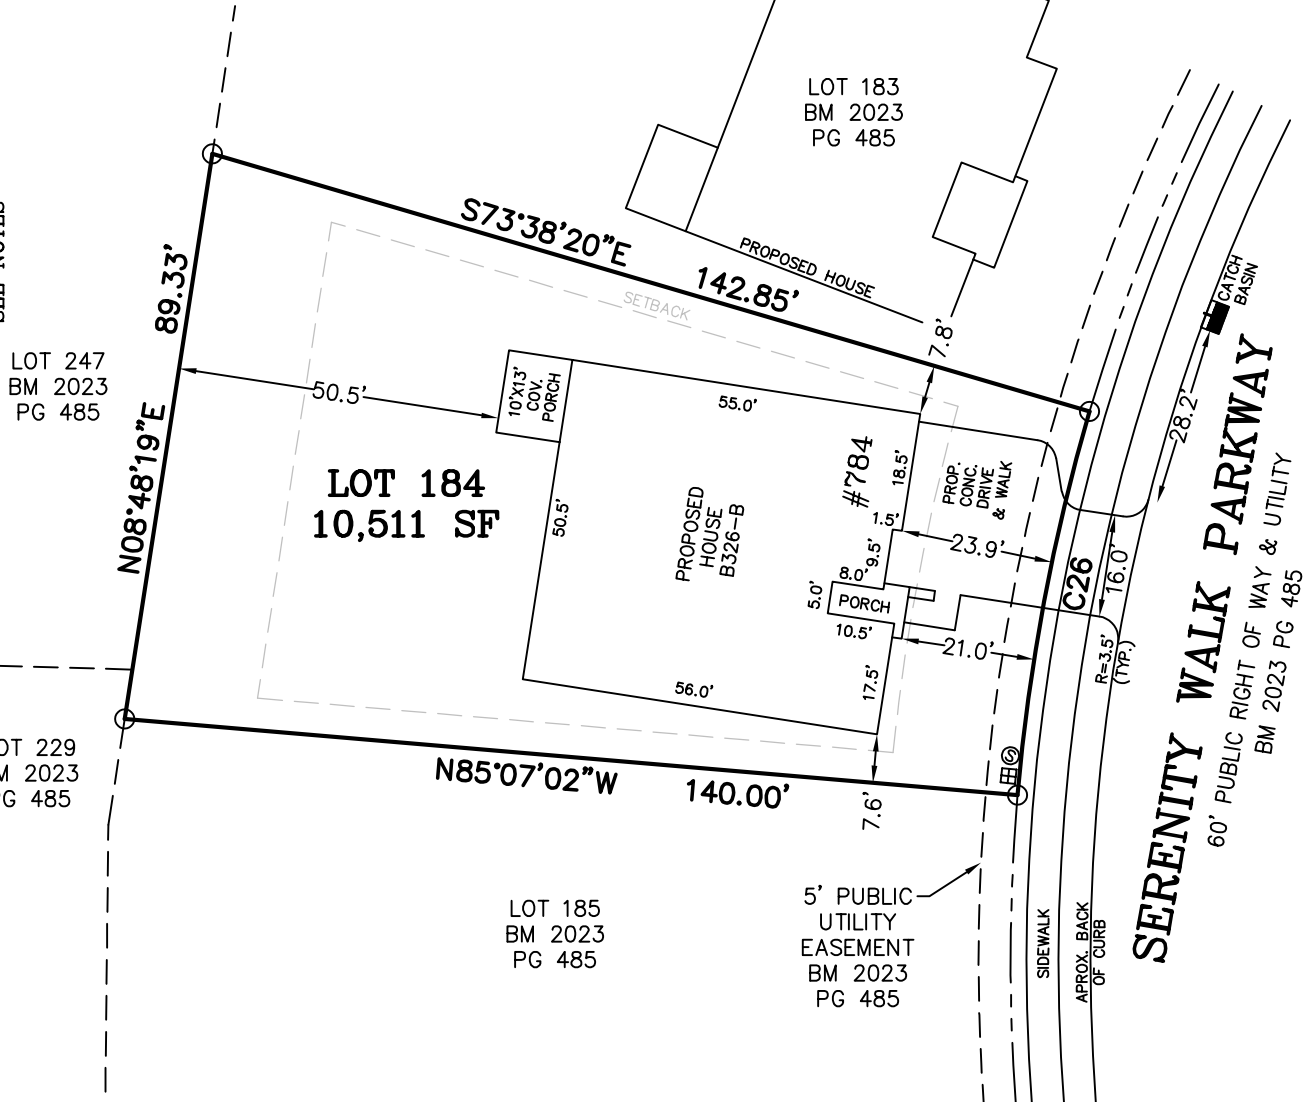 LOT 183
BM 2023
PG 485
S73°38'20"E
142.85'
PROPOSED HOUSE
SETBACK
7.8'
CATCH
BASIN
89.33'
N08°48'19"E
SEE NOTES
LOT 247
BM 2023
PG 485
50.5'
10'X13'
COV.
PORCH
55.0'
#784
18.5'
PROP.
CONC.
DRIVE
& WALK
28.2'
LOT 184
10,511 SF
50.5'
PROPOSED
HOUSE
B326-B
1.5'
9.5'
23.9'
8.0'
5.0'
PORCH
10.5'
C26
16.0'
21.0'
R=3.5'
(TYP.)
17.5'
56.0'
SERENITY WALK PARKWAY
60' PUBLIC RIGHT OF WAY & UTILITY
BM 2023 PG 485
S
N85°07'02"W
140.00'
7.6'
OT 229
M 2023
PG 485
LOT 185
BM 2023
PG 485
5' PUBLIC
UTILITY
EASEMENT
BM 2023
PG 485
SIDEWALK
APROX. BACK
OF CURB